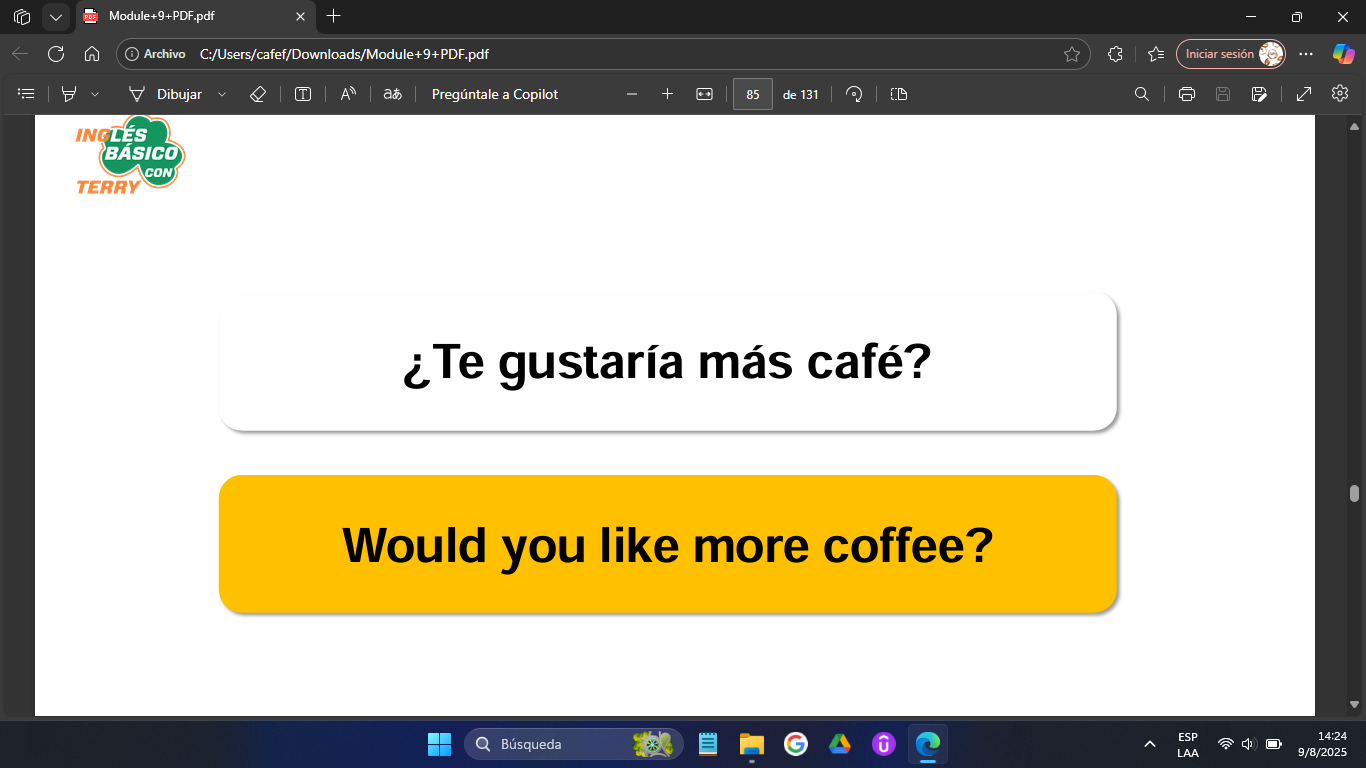 Module+9+PDF.pdf
Archivo C:/Users/cafef/Downloads/Module+9+PDF.pdf Iniciar sesión
Dibujar A aあ Pregúntale a Copilot 85 de 131
INGLÉS
BÁSICO
CON
TERRY
¿Te gustaría más café?
Would you like more coffee?
Búsqueda
ESP
LAA
14:24
9/8/2025